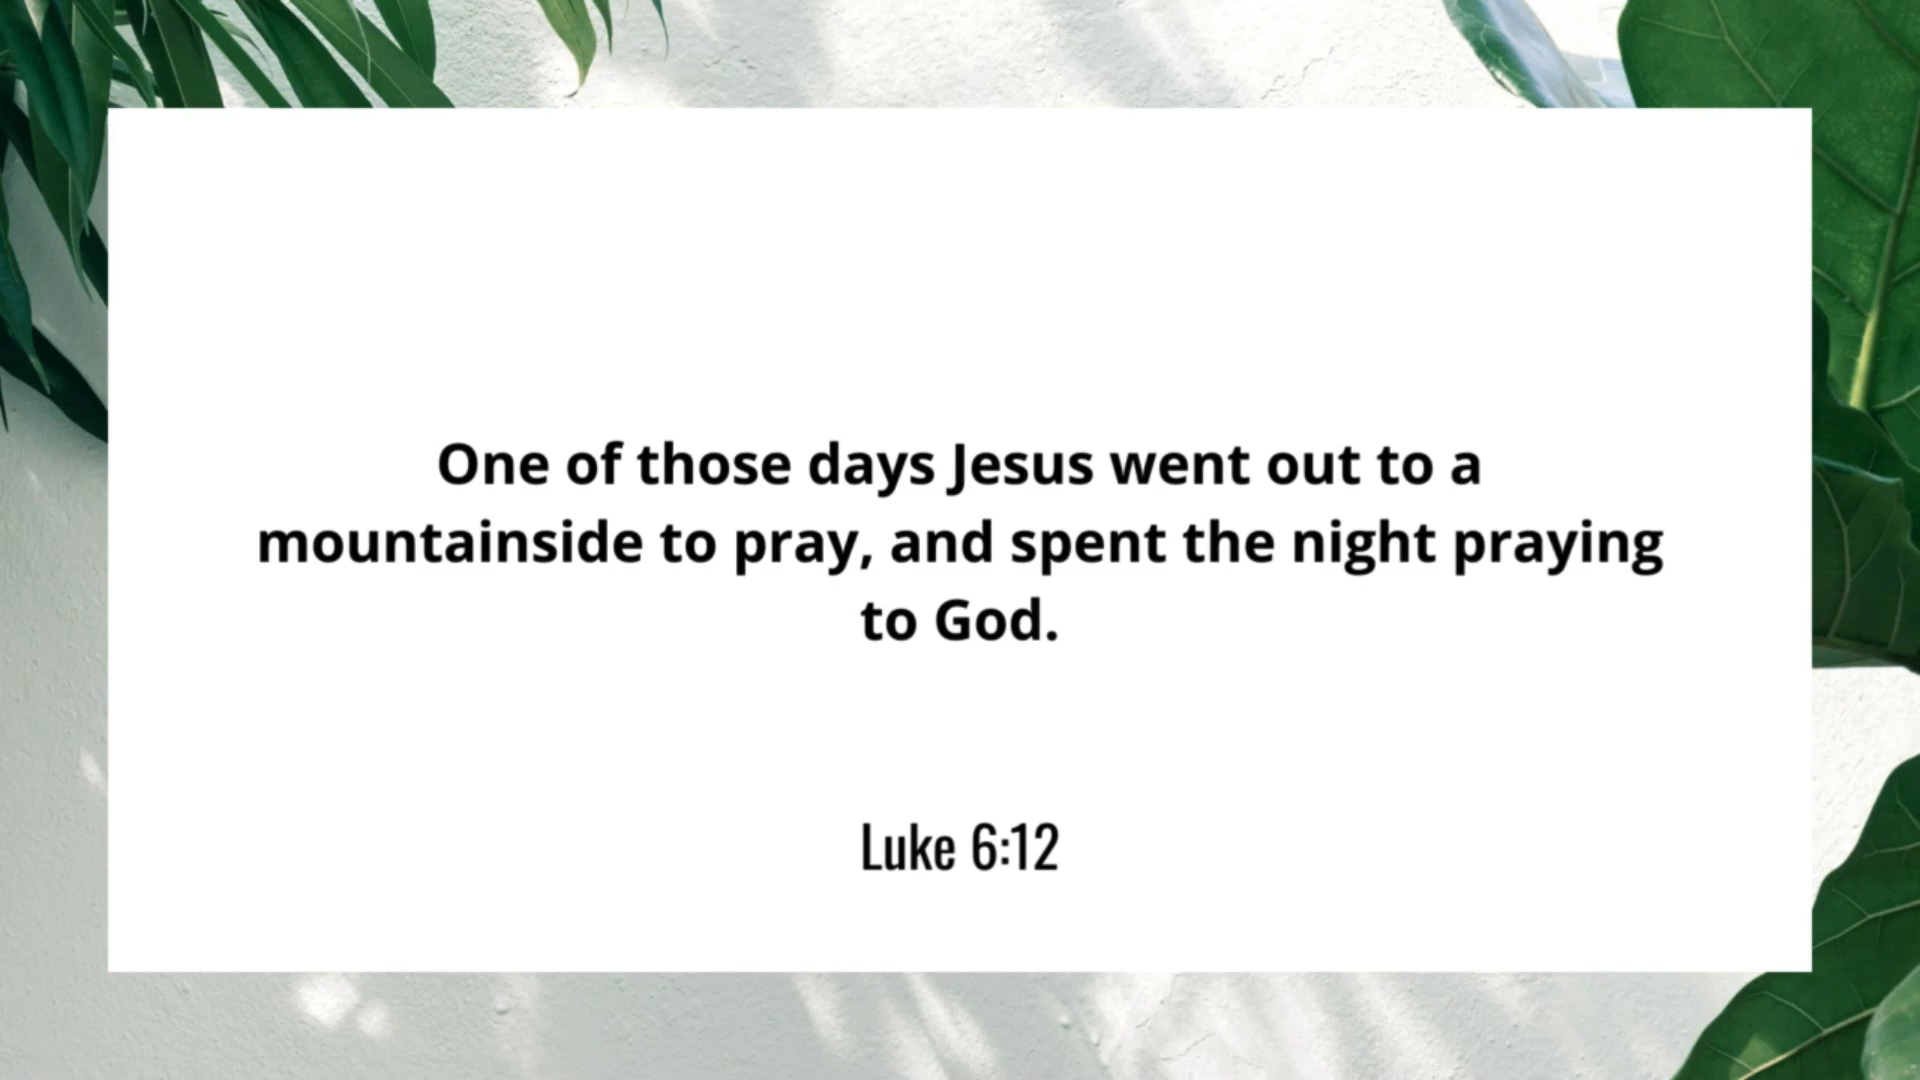 One of those days Jesus went out to a
mountainside to pray, and spent the night praying
to God.
Luke 6:12